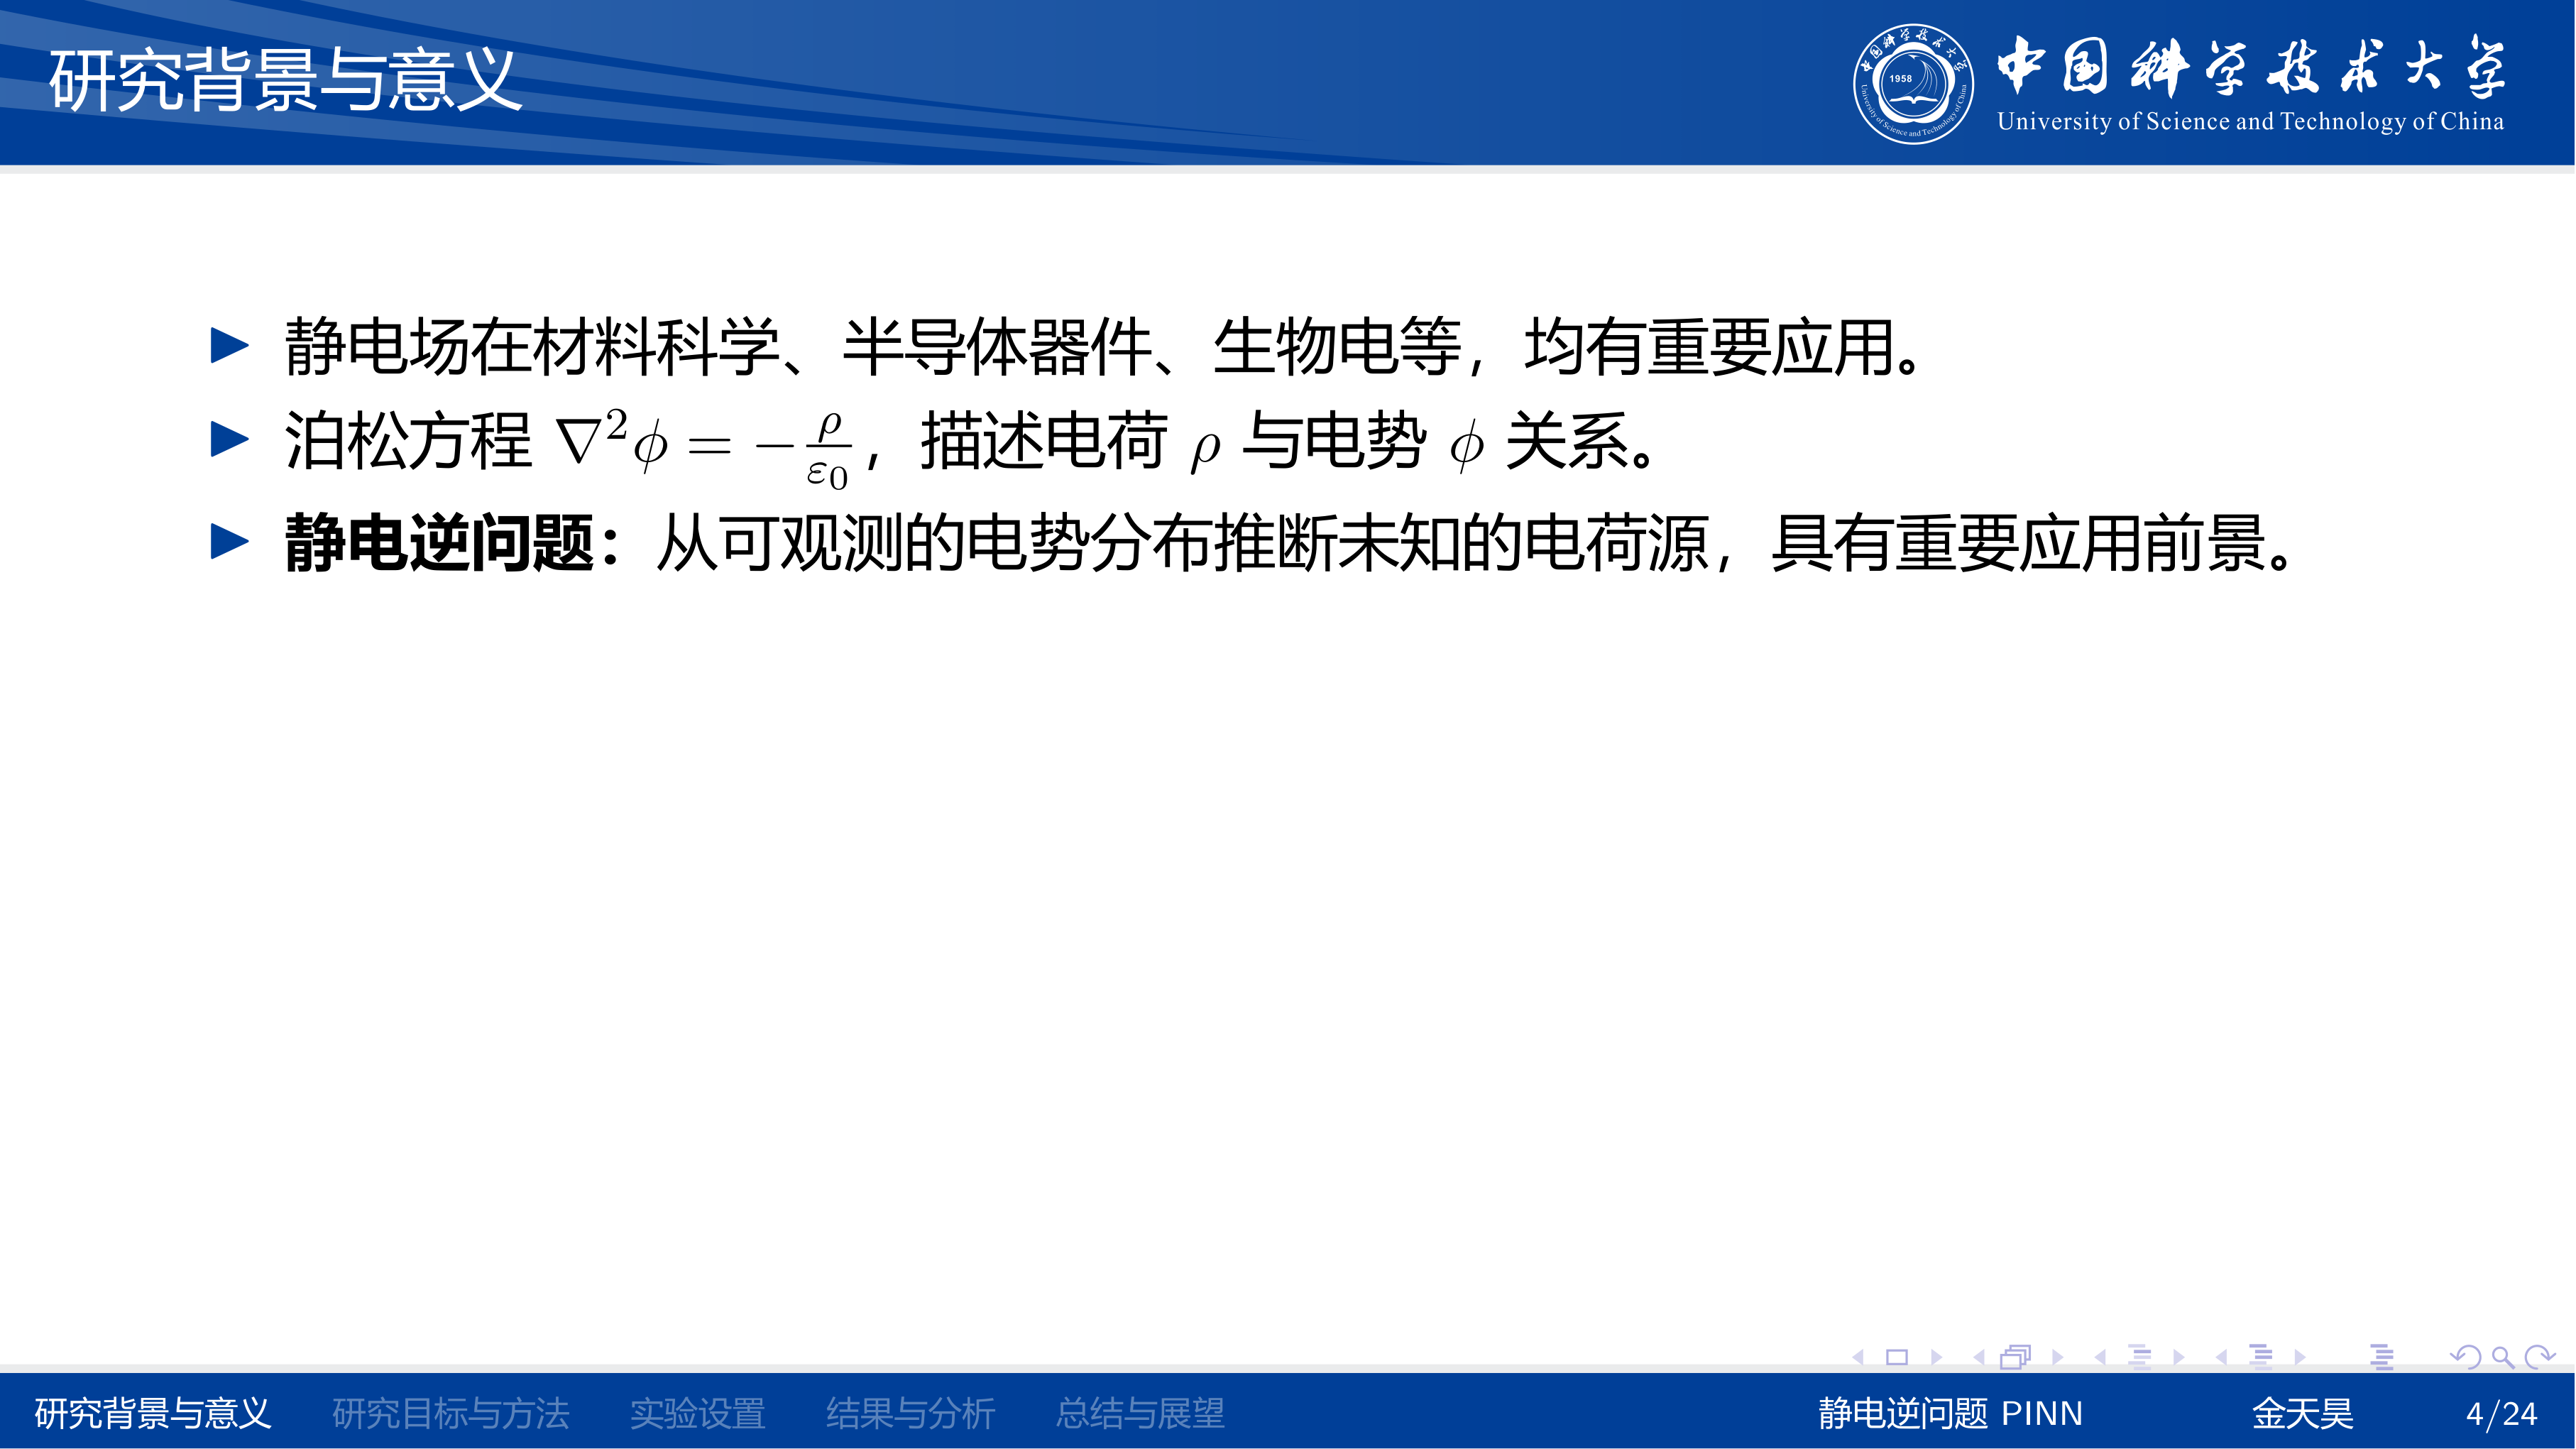 研究背景与意义
中国科学技术大学
University of Science and Technology of China
1958
静电场在材料科学、半导体器件、生物电等，均有重要应用。
泊松方程 ∇²ϕ = −ρ/ε₀，描述电荷 ρ 与电势 ϕ 关系。
静电逆问题：从可观测的电势分布推断未知的电荷源，具有重要应用前景。
研究背景与意义 研究目标与方法 实验设置 结果与分析 总结与展望 静电逆问题 PINN 金天昊 4/24